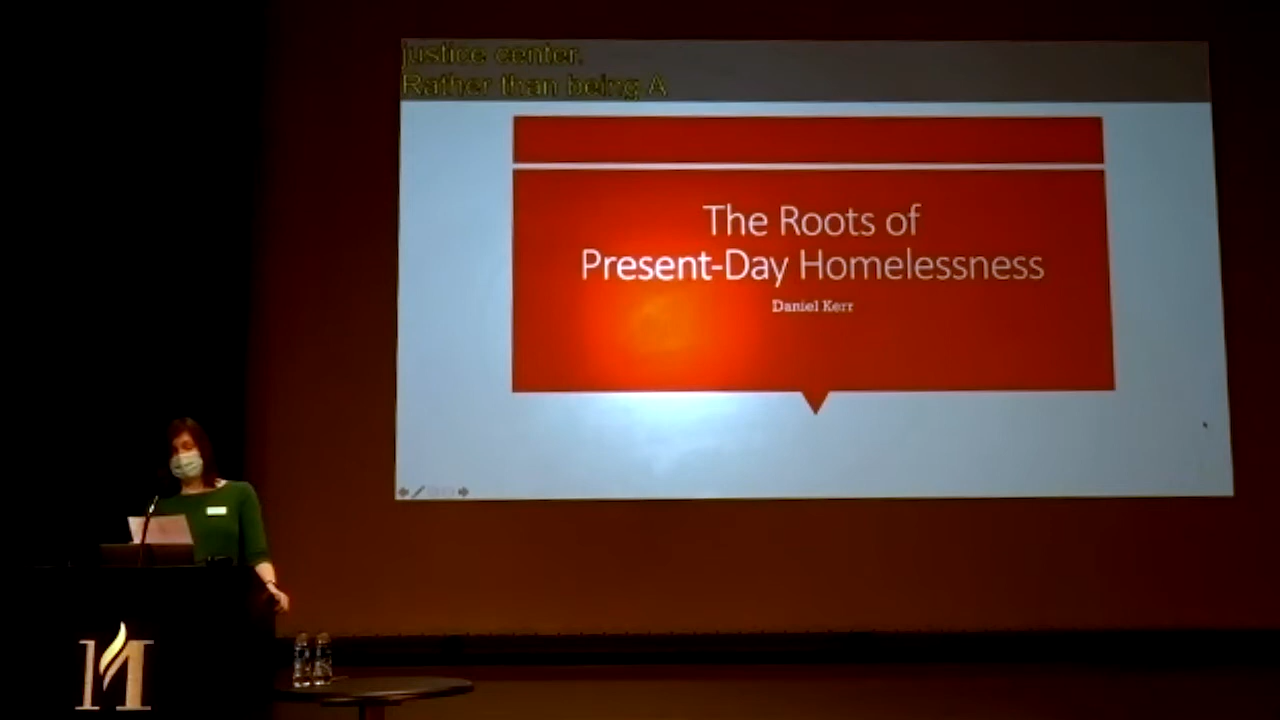 justice center.
Rather than being A
The Roots of
Present-Day Homelessness
Daniel Kerr